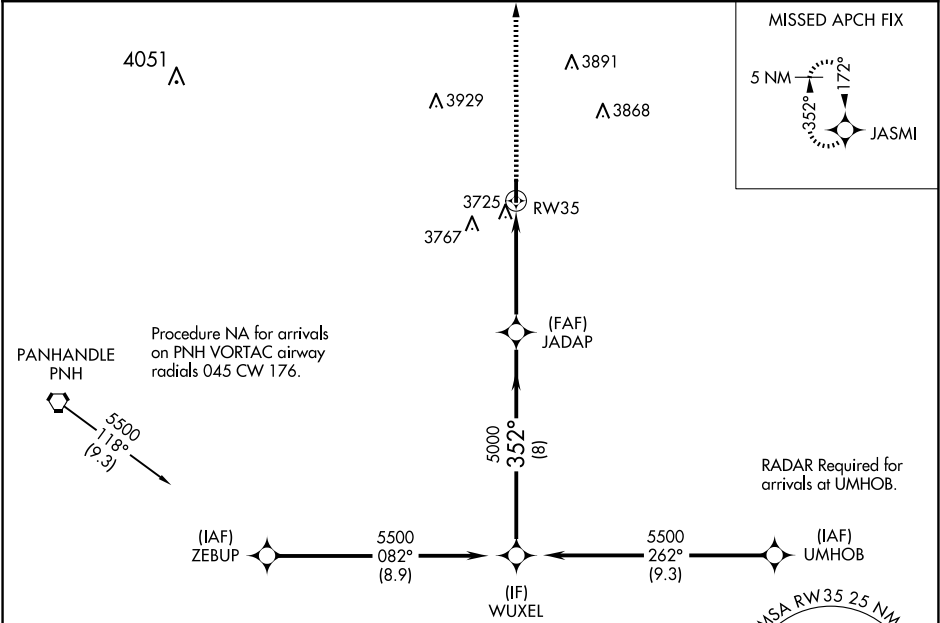 MISSED APCH FIX
4051
3891
5 NM
172°
3929
352°
3868
JASMI
3725
RW35
3767
(FAF)
JADAP
Procedure NA for arrivals
on PNH VORTAC airway
radials 045 CW 176.
PANHANDLE
PNH
5500
118°
(9.3)
5000
352°
(8)
RADAR Required for
arrivals at UMHOB.
(IAF)
ZEBUP
5500
082°
(8.9)
5500
262°
(9.3)
(IAF)
UMHOB
(IF)
WUXEL
MSA RW35 25 NM